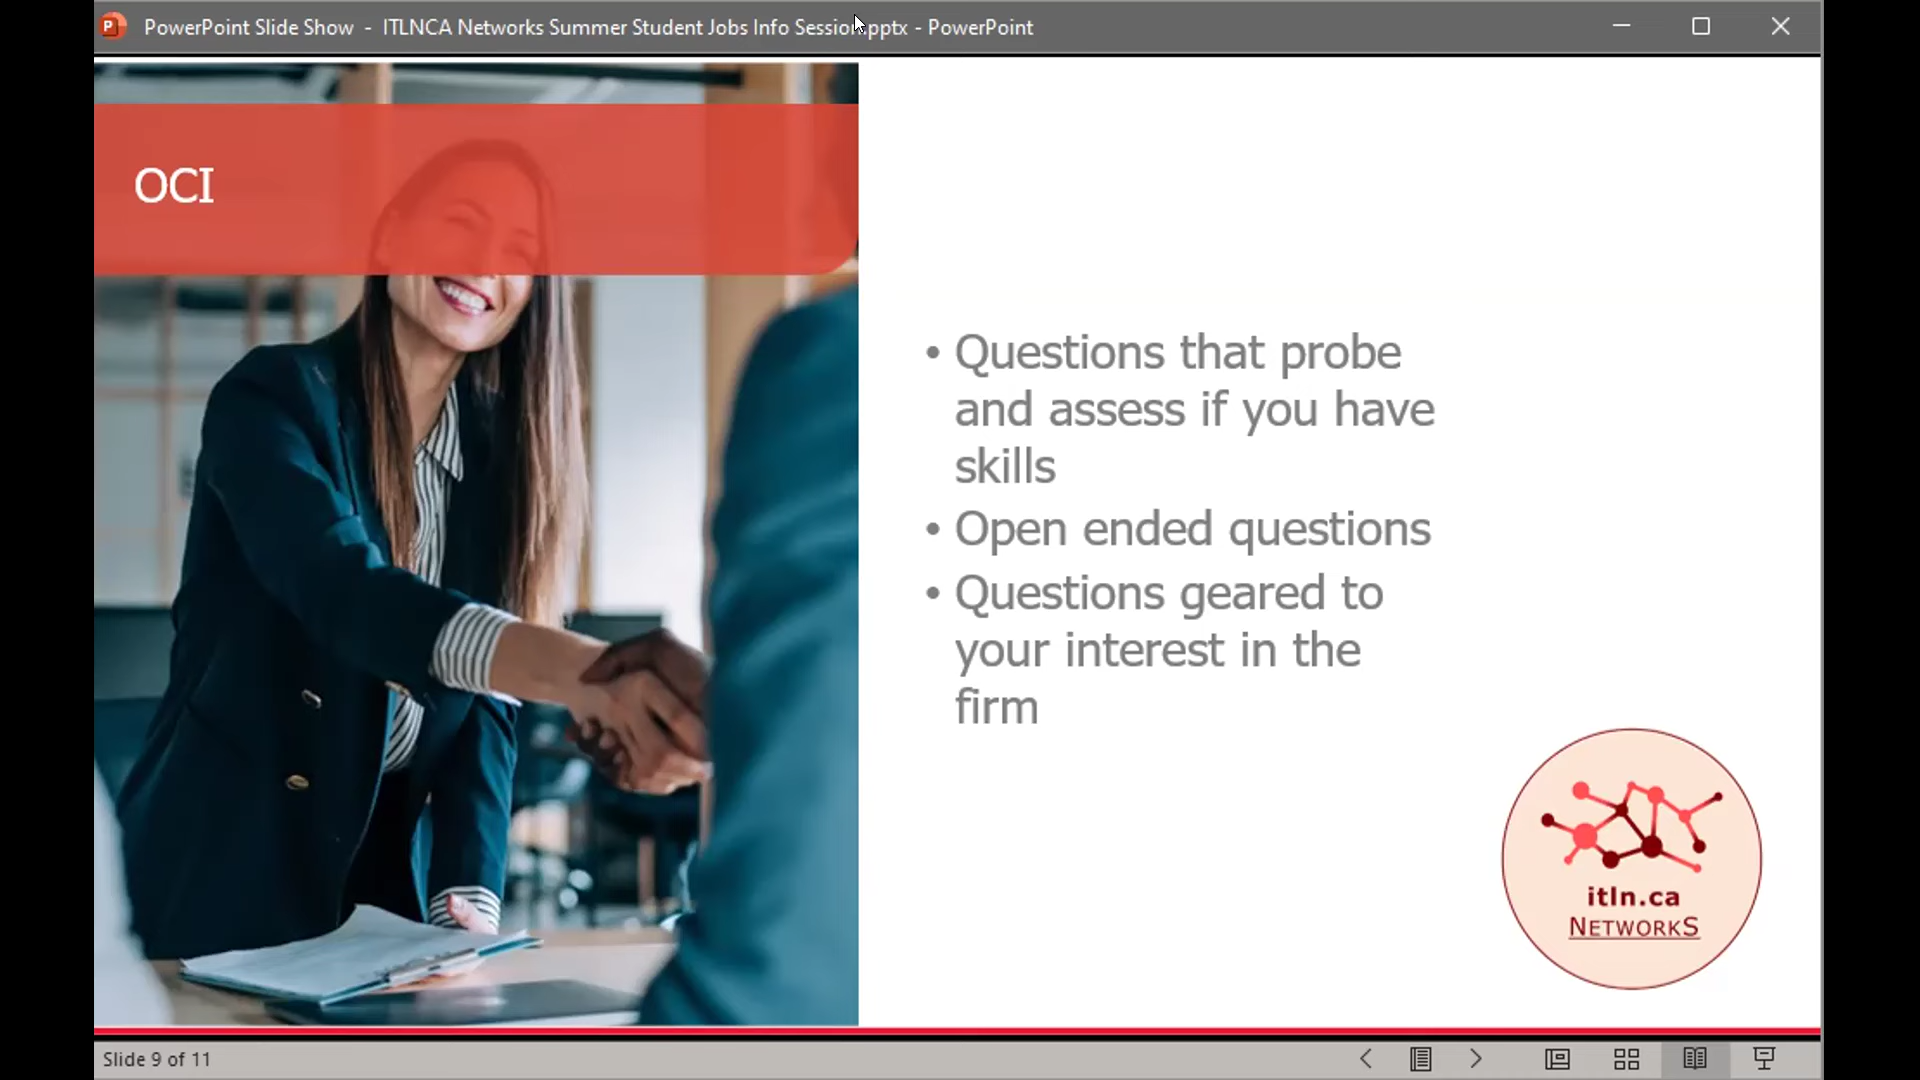 PowerPoint Slide Show - ITLNCA Networks Summer Student Jobs Info Session.pptx - PowerPoint
OCI
• Questions that probe
and assess if you have
skills
• Open ended questions
• Questions geared to
your interest in the
firm
itln.ca
NETWORKS
Slide 9 of 11